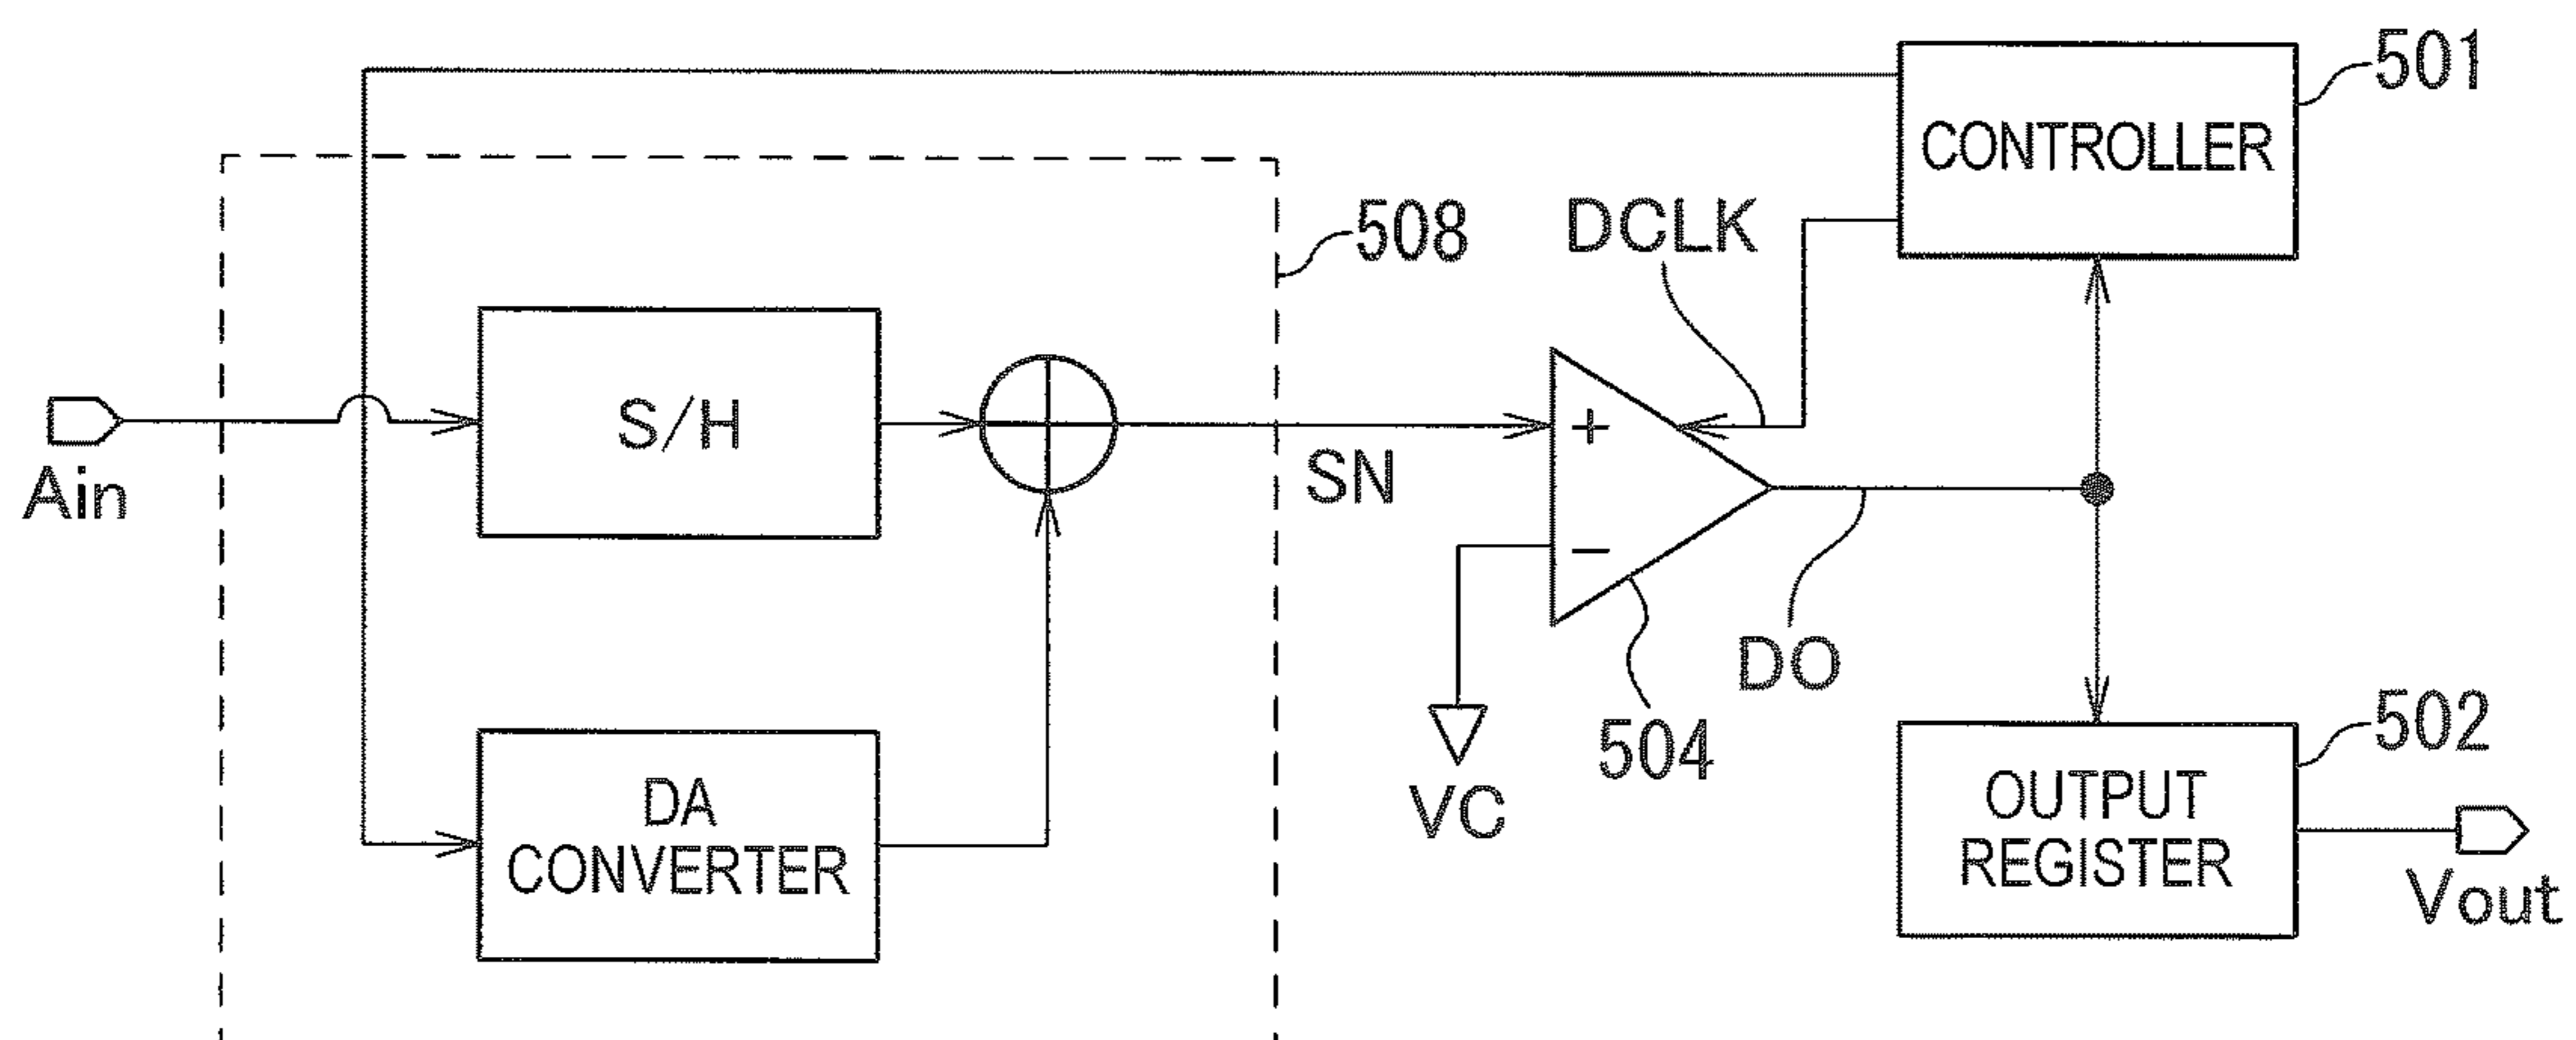 501
CONTROLLER
508
DCLK
S/H
+
Ain
SN
−
DO
504
VC
DA
CONVERTER
502
OUTPUT
REGISTER
Vout